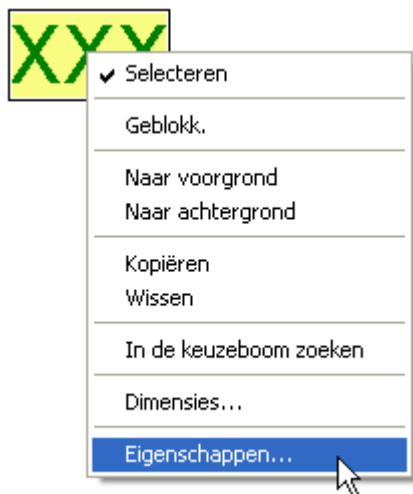 XXX
Selecteren
Geblokk.
Naar voorgrond
Naar achtergrond
Kopiëren
Wissen
In de keuzeboom zoeken
Dimensies...
Eigenschappen...